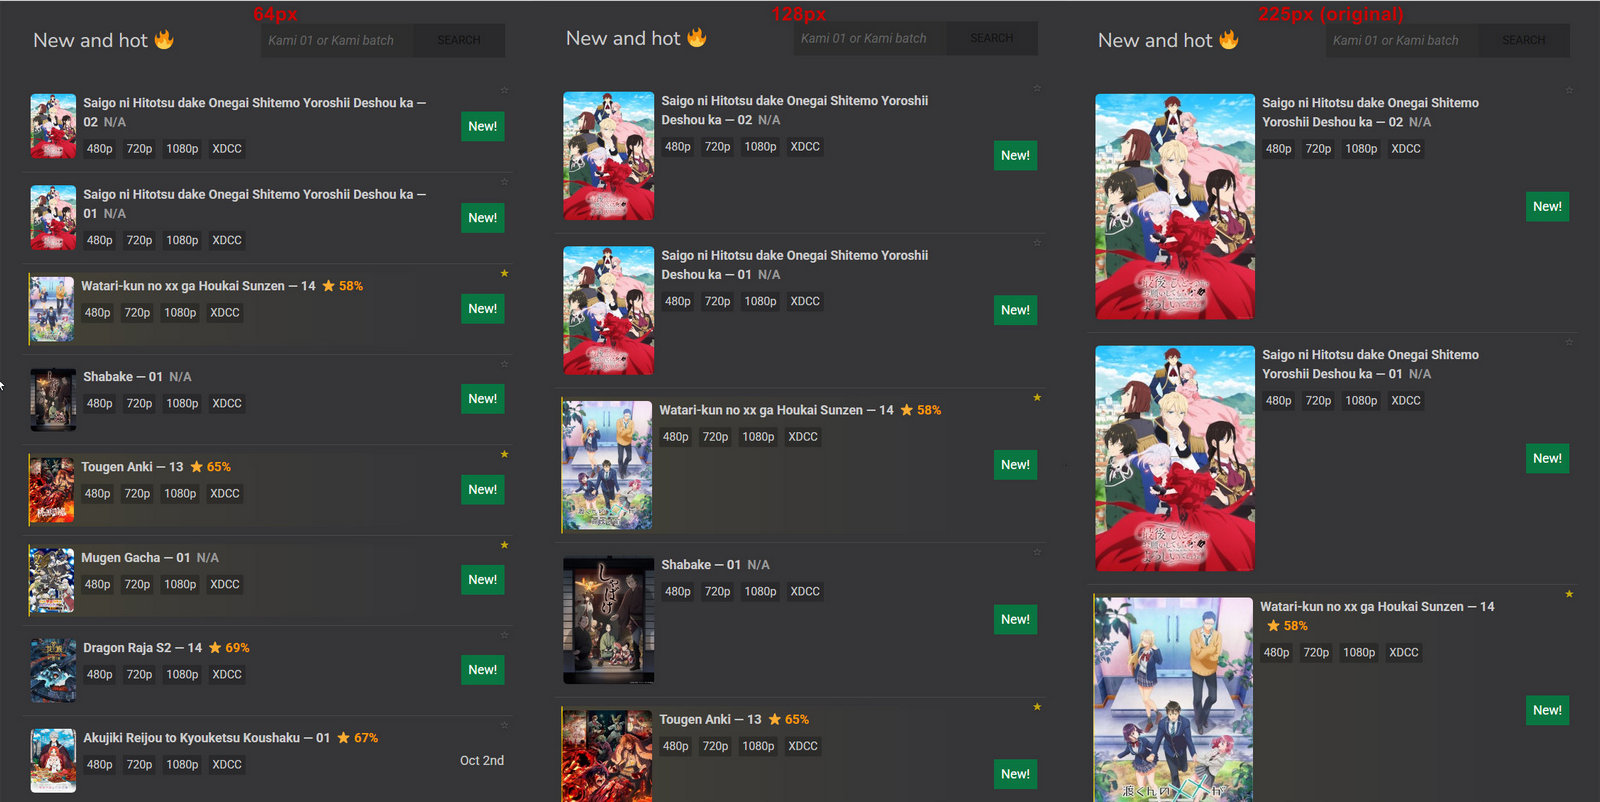 64px
New and hot 🔥
Kami 01 or Kami batch
SEARCH
Saigo ni Hitotsu dake Onegai Shitemo Yoroshii Deshou ka — 
02 N/A
480p 720p 1080p XDCC
New!
Saigo ni Hitotsu dake Onegai Shitemo Yoroshii Deshou ka — 
01 N/A
480p 720p 1080p XDCC
New!
Watari-kun no xx ga Houkai Sunzen — 14 ★ 58%
480p 720p 1080p XDCC
New!
Shabake — 01 N/A
480p 720p 1080p XDCC
New!
Tougen Anki — 13 ★ 65%
480p 720p 1080p XDCC
New!
Mugen Gacha — 01 N/A
480p 720p 1080p XDCC
New!
Dragon Raja S2 — 14 ★ 69%
480p 720p 1080p XDCC
New!
Akujiki Reijou to Kyouketsu Koushaku — 01 ★ 67%
480p 720p 1080p XDCC
Oct 2nd
128px
New and hot 🔥
Kami 01 or Kami batch
SEARCH
Saigo ni Hitotsu dake Onegai Shitemo Yoroshii
Deshou ka — 02 N/A
480p 720p 1080p XDCC
New!
Saigo ni Hitotsu dake Onegai Shitemo Yoroshii
Deshou ka — 01 N/A
480p 720p 1080p XDCC
New!
Watari-kun no xx ga Houkai Sunzen — 14 ★ 58%
480p 720p 1080p XDCC
New!
しゃばけ
Shabake — 01 N/A
480p 720p 1080p XDCC
New!
Tougen Anki — 13 ★ 65%
480p 720p 1080p XDCC
New!
225px (original)
New and hot 🔥
Kami 01 or Kami batch
SEARCH
Saigo ni Hitotsu dake Onegai Shitemo
Yoroshii Deshou ka — 02 N/A
480p 720p 1080p XDCC
New!
Saigo ni Hitotsu dake Onegai Shitemo
Yoroshii Deshou ka — 01 N/A
480p 720p 1080p XDCC
New!
Watari-kun no xx ga Houkai Sunzen — 14
★ 58%
480p 720p 1080p XDCC
New!
渡くんの××が